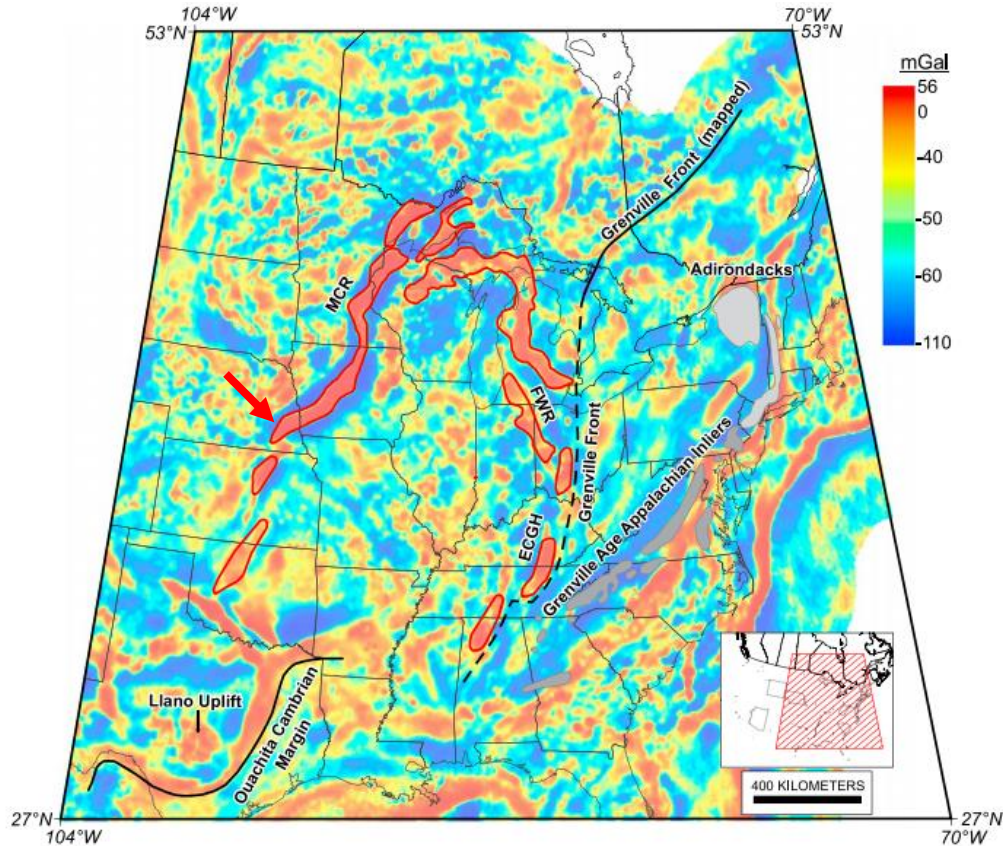 104°W
70°W
53°N
53°N
mGal
56
0
-40
-50
-60
-110
Grenville Front (mapped)
Adirondacks
MCR
FWR
Grenville Front
Grenville Age Appalachian Inliers
ECGH
Llano Uplift
Ouachita Cambrian
Margin
400 KILOMETERS
27°N
27°N
104°W
70°W